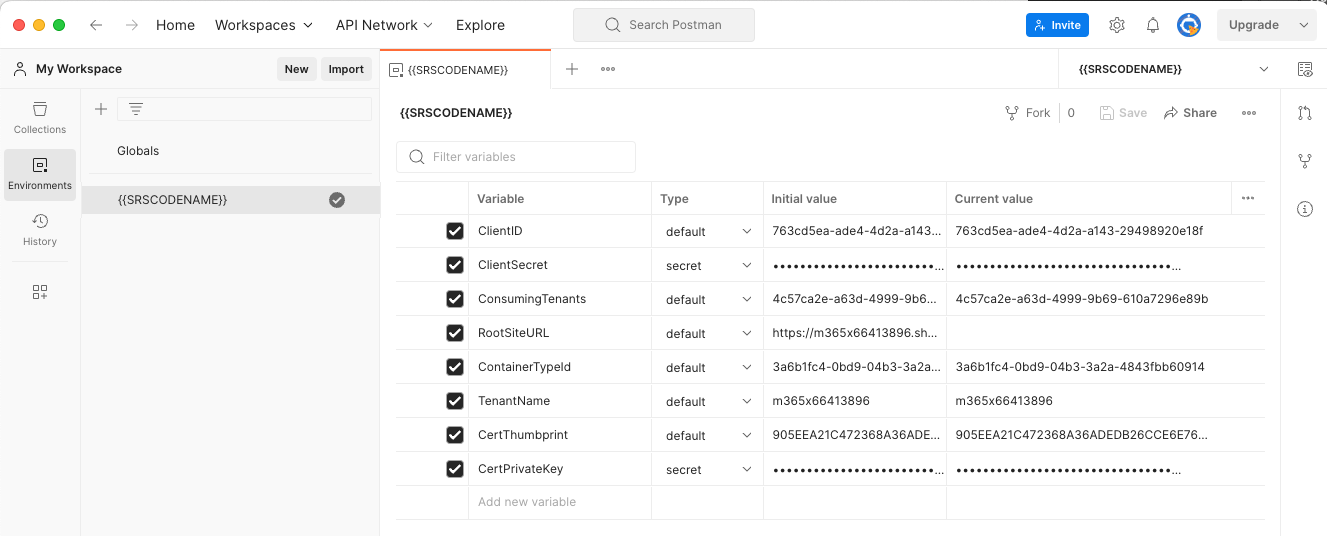 Home Workspaces API Network Explore Search Postman Invite Upgrade
My Workspace New Import {{SRSCODENAME}} {{SRSCODENAME}}
Collections
Environments
History
Globals
{{SRSCODENAME}}
{{SRSCODENAME}} Fork 0 Save Share
Filter variables
Variable Type Initial value Current value
ClientID default 763cd5ea-ade4-4d2a-a143... 763cd5ea-ade4-4d2a-a143-29498920e18f
ClientSecret secret ••••••••••••••••••••••••... ••••••••••••••••••••••••••••••••...
ConsumingTenants default 4c57ca2e-a63d-4999-9b6... 4c57ca2e-a63d-4999-9b69-610a7296e89b
RootSiteURL default https://m365x66413896.sh...
ContainerTypeId default 3a6b1fc4-0bd9-04b3-3a2a... 3a6b1fc4-0bd9-04b3-3a2a-4843fbb60914
TenantName default m365x66413896 m365x66413896
CertThumbprint default 905EEA21C472368A36ADE... 905EEA21C472368A36ADEDB26CCE6E76...
CertPrivateKey secret ••••••••••••••••••••••••... ••••••••••••••••••••••••••••••••...
Add new variable